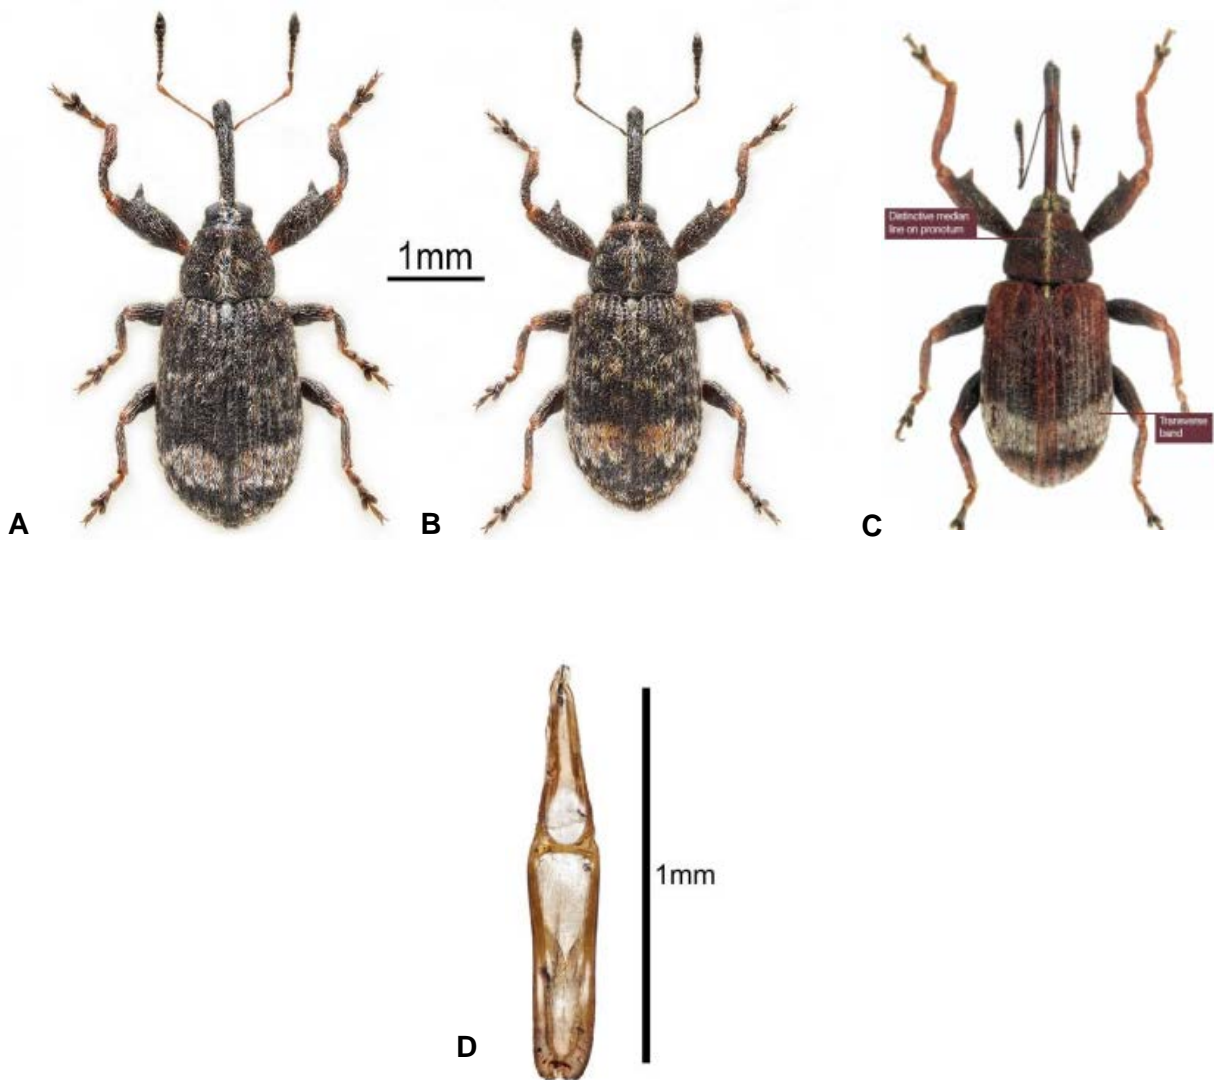 1mm
Distinctive median
line on pronotum
Transverse
band
A
B
C
1mm
D